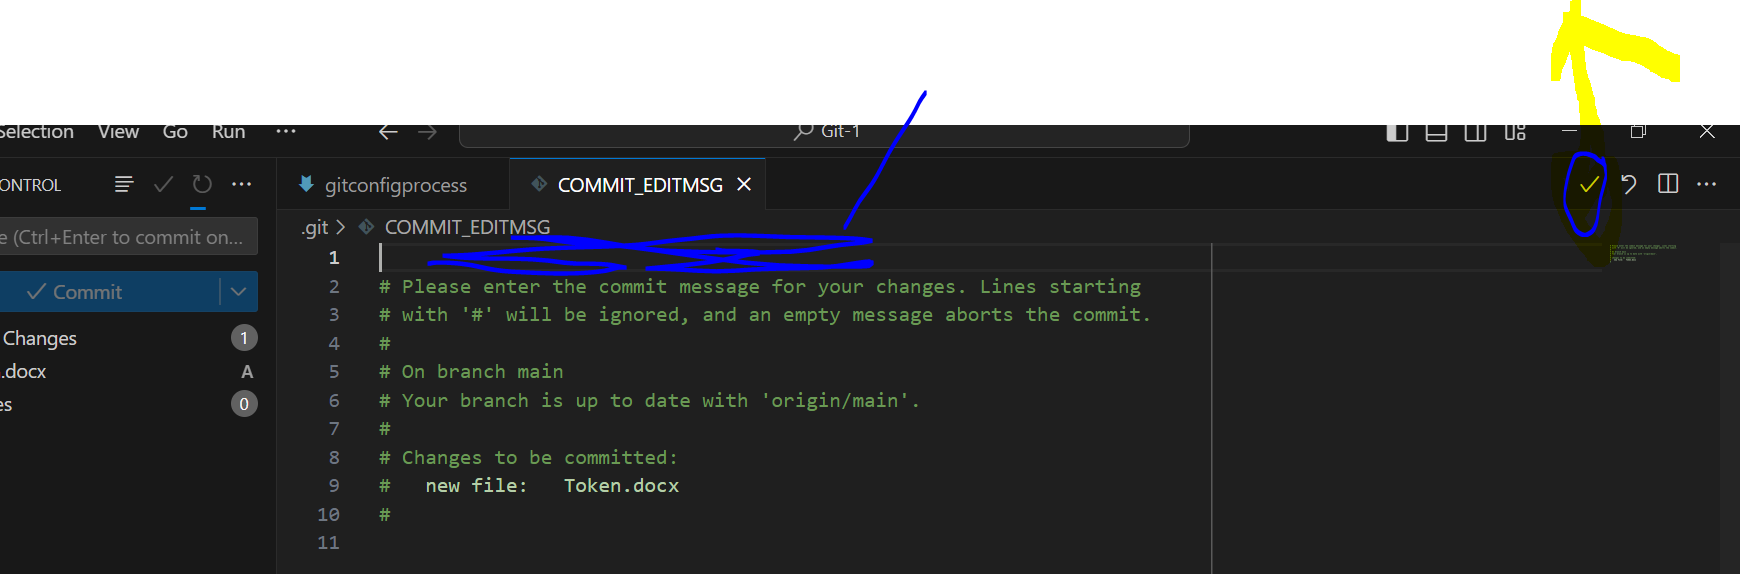 Selection View Go Run ···
Git-1
ONTROL
···
gitconfigprocess
COMMIT_EDITMSG
···
.git > COMMIT_EDITMSG
e (Ctrl+Enter to commit on...
Commit
Changes 1
.docx A
es 0
1
2 # Please enter the commit message for your changes. Lines starting
3 # with '#' will be ignored, and an empty message aborts the commit.
4 #
5 # On branch main
6 # Your branch is up to date with 'origin/main'.
7 #
8 # Changes to be committed:
9 #   new file:   Token.docx
10 #
11